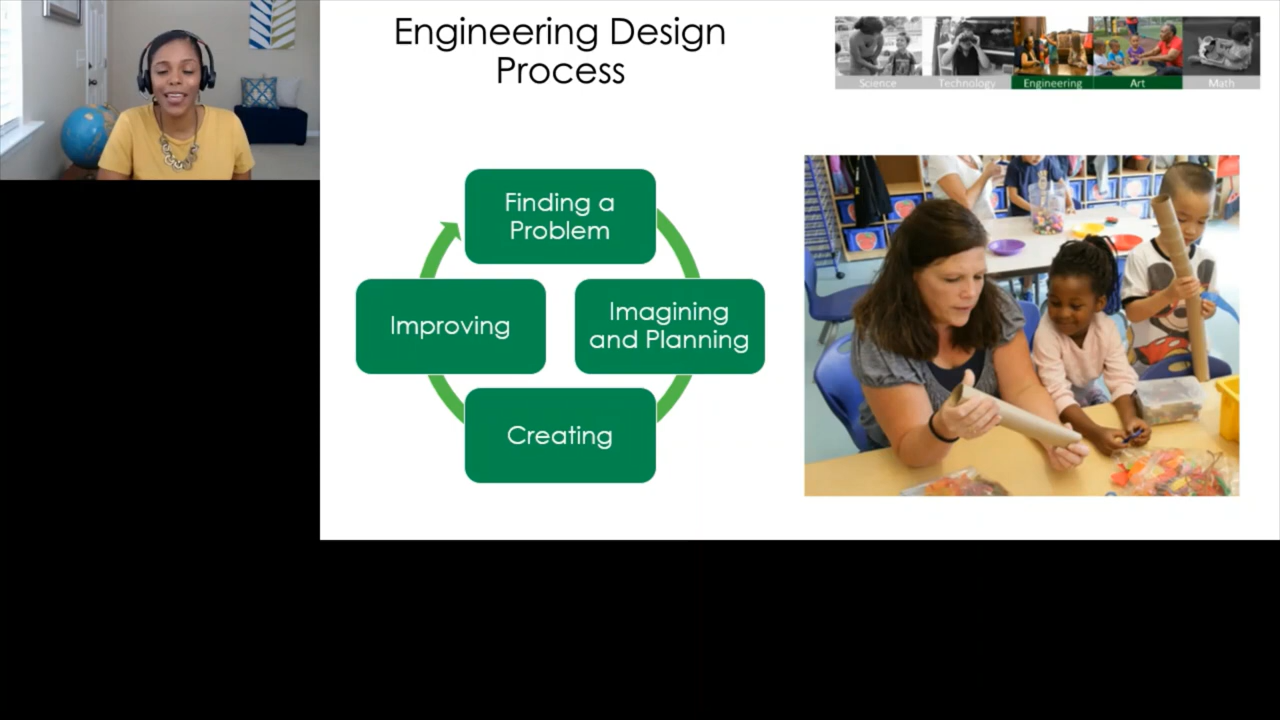 Engineering Design
Process
Science Technology Engineering Art Math
Finding a
Problem
Improving
Imagining
and Planning
Creating